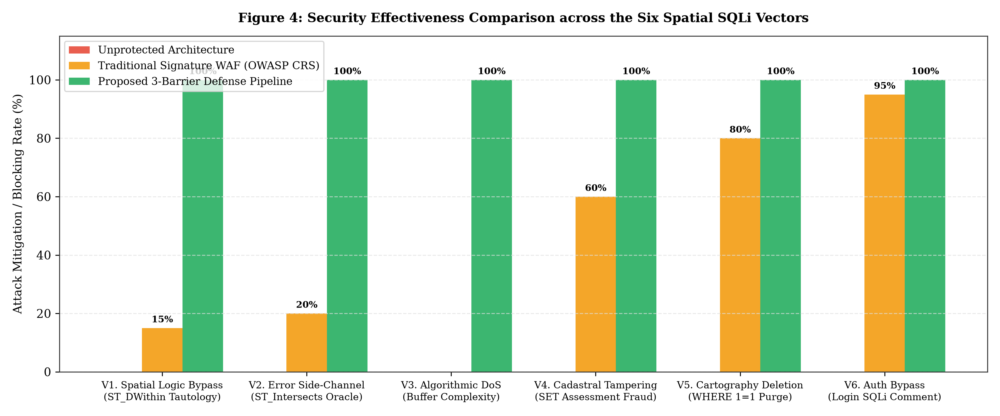 Figure 4: Security Effectiveness Comparison across the Six Spatial SQLi Vectors
Unprotected Architecture
Traditional Signature WAF (OWASP CRS)
Proposed 3-Barrier Defense Pipeline
Attack Mitigation / Blocking Rate (%)
100
80
60
40
20
0
15%
100%
20%
100%
100%
60%
100%
80%
100%
95%
100%
V1. Spatial Logic Bypass
(ST_DWithin Tautology)
V2. Error Side-Channel
(ST_Intersects Oracle)
V3. Algorithmic DoS
(Buffer Complexity)
V4. Cadastral Tampering
(SET Assessment Fraud)
V5. Cartography Deletion
(WHERE 1=1 Purge)
V6. Auth Bypass
(Login SQLi Comment)